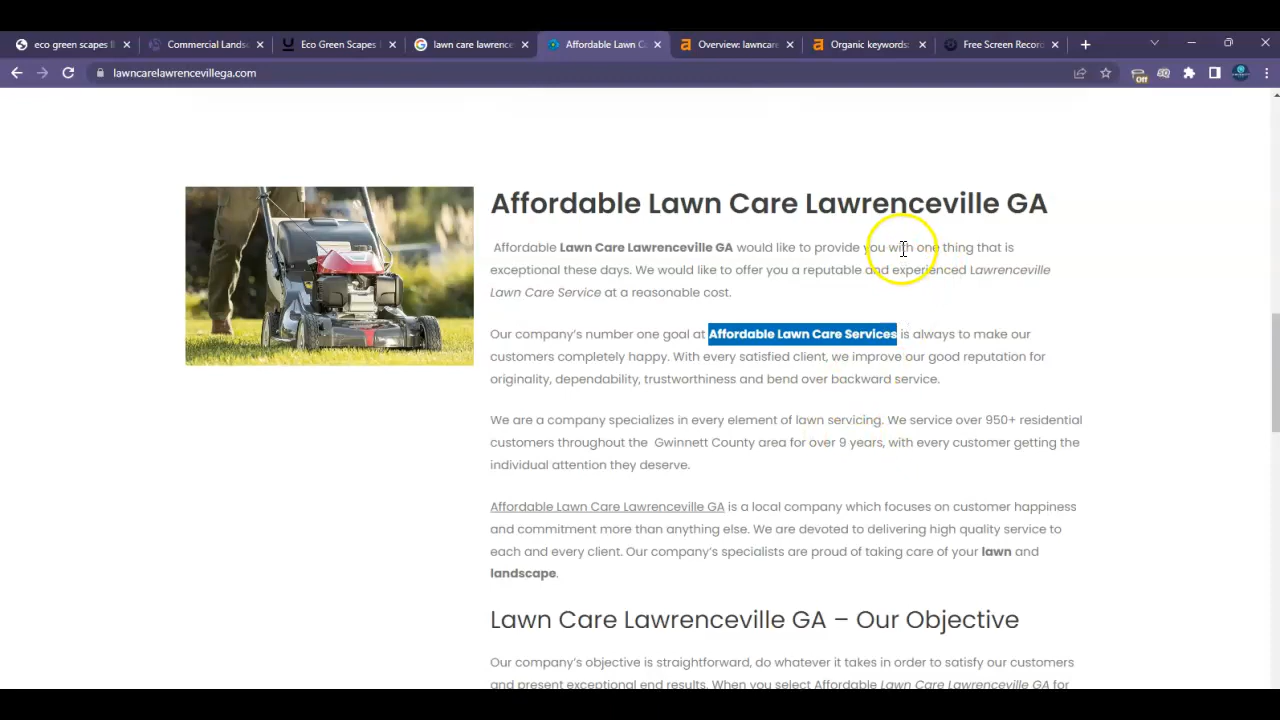 eco green scapes l
Commercial Lands
Eco Green Scapes
lawn care lawrence
Affordable Lawn C
Overview: lawncare
Organic keywords:
Free Screen Record
lawncarelawrencevillega.com
Off
Affordable Lawn Care Lawrenceville GA
Affordable Lawn Care Lawrenceville GA would like to provide you with one thing that is
exceptional these days. We would like to offer you a reputable and experienced Lawrenceville
Lawn Care Service at a reasonable cost.
Our company's number one goal at Affordable Lawn Care Services is always to make our
customers completely happy. With every satisfied client, we improve our good reputation for
originality, dependability, trustworthiness and bend over backward service.
We are a company specializes in every element of lawn servicing. We service over 950+ residential
customers throughout the Gwinnett County area for over 9 years, with every customer getting the
individual attention they deserve.
Affordable Lawn Care Lawrenceville GA is a local company which focuses on customer happiness
and commitment more than anything else. We are devoted to delivering high quality service to
each and every client. Our company's specialists are proud of taking care of your lawn and
landscape.
Lawn Care Lawrenceville GA – Our Objective
Our company's objective is straightforward, do whatever it takes in order to satisfy our customers
and present exceptional end results. When you select Affordable Lawn Care Lawrenceville GA for